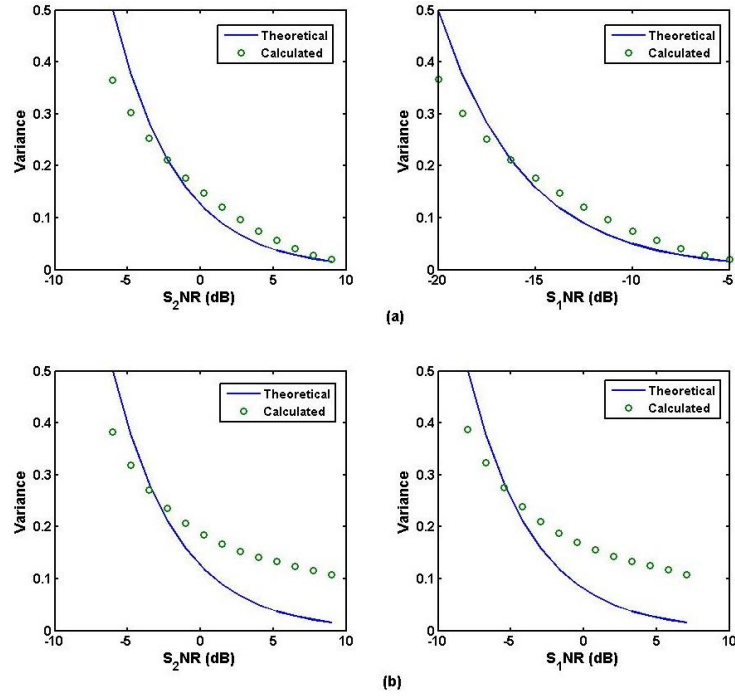 0.5
0.4
0.3
0.2
0.1
0
Variance
-10
-5
0
5
10
S₂NR (dB)
Theoretical
Calculated
0.5
0.4
0.3
0.2
0.1
0
Variance
-20
-15
-10
-5
S₁NR (dB)
Theoretical
Calculated
(a)
0.5
0.4
0.3
0.2
0.1
0
Variance
-10
-5
0
5
10
S₂NR (dB)
Theoretical
Calculated
0.5
0.4
0.3
0.2
0.1
0
Variance
-10
-5
0
5
10
S₁NR (dB)
Theoretical
Calculated
(b)